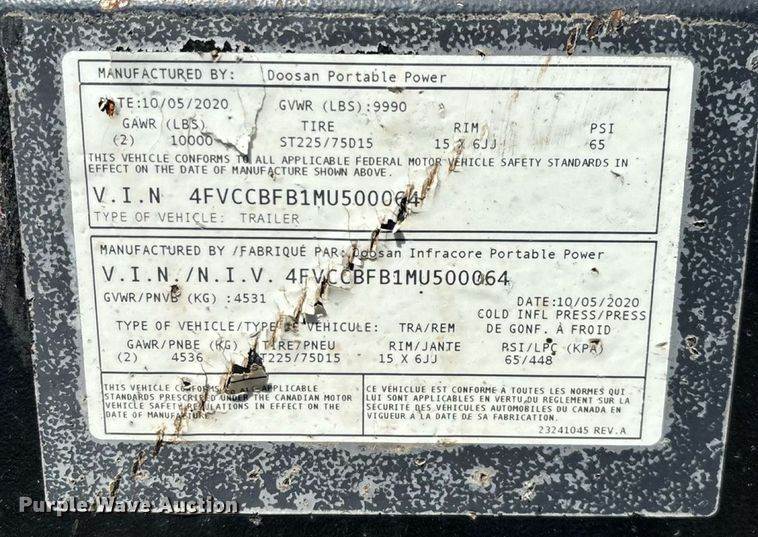 MANUFACTURED BY: Doosan Portable Power
DATE:10/05/2020 GVWR (LBS):9990
GAWR (LBS) TIRE RIM PSI
(2) 10000 ST225/75D15 15 X 6JJ 65
THIS VEHICLE CONFORMS TO ALL APPLICABLE FEDERAL MOTOR VEHICLE SAFETY STANDARDS IN
EFFECT ON THE DATE OF MANUFACTURE SHOWN ABOVE.
V.I.N 4FVCCBFB1MU500064
TYPE OF VEHICLE: TRAILER
MANUFACTURED BY /FABRIQUÉ PAR: Doosan Infracore Portable Power
V.I.N./N.I.V. 4FVCCBFB1MU500064
GVWR/PNVB (KG) :4531 DATE:10/05/2020
COLD INFL PRESS/PRESS
TYPE OF VEHICLE/TYPE DE VEHICULE: TRA/REM DE GONF. À FROID
GAWR/PNBE (KG) TIRE/PNEU RIM/JANTE RSI/LPC (KPA)
(2) 4536 ST225/75D15 15 X 6JJ 65/448
THIS VEHICLE CONFORMS TO ALL APPLICABLE
STANDARDS PRESCRIBED UNDER THE CANADIAN MOTOR
VEHICLE SAFETY REGULATIONS IN EFFECT ON THE
DATE OF MANUFACTURE
CE VÉHICLUE EST CONFORME À TOUTES LES NORMES QUI
LUI SONT APPLICABLES EN VERTU DU REGLEMENT SUR LA
SÉCURITÉ DES VÉHICULES AUTOMOBILES DU CANADA EN
VIGUEUR À LA DATE DE SA FABRICATION.
23241045 REV.A
PurpleWave Auction